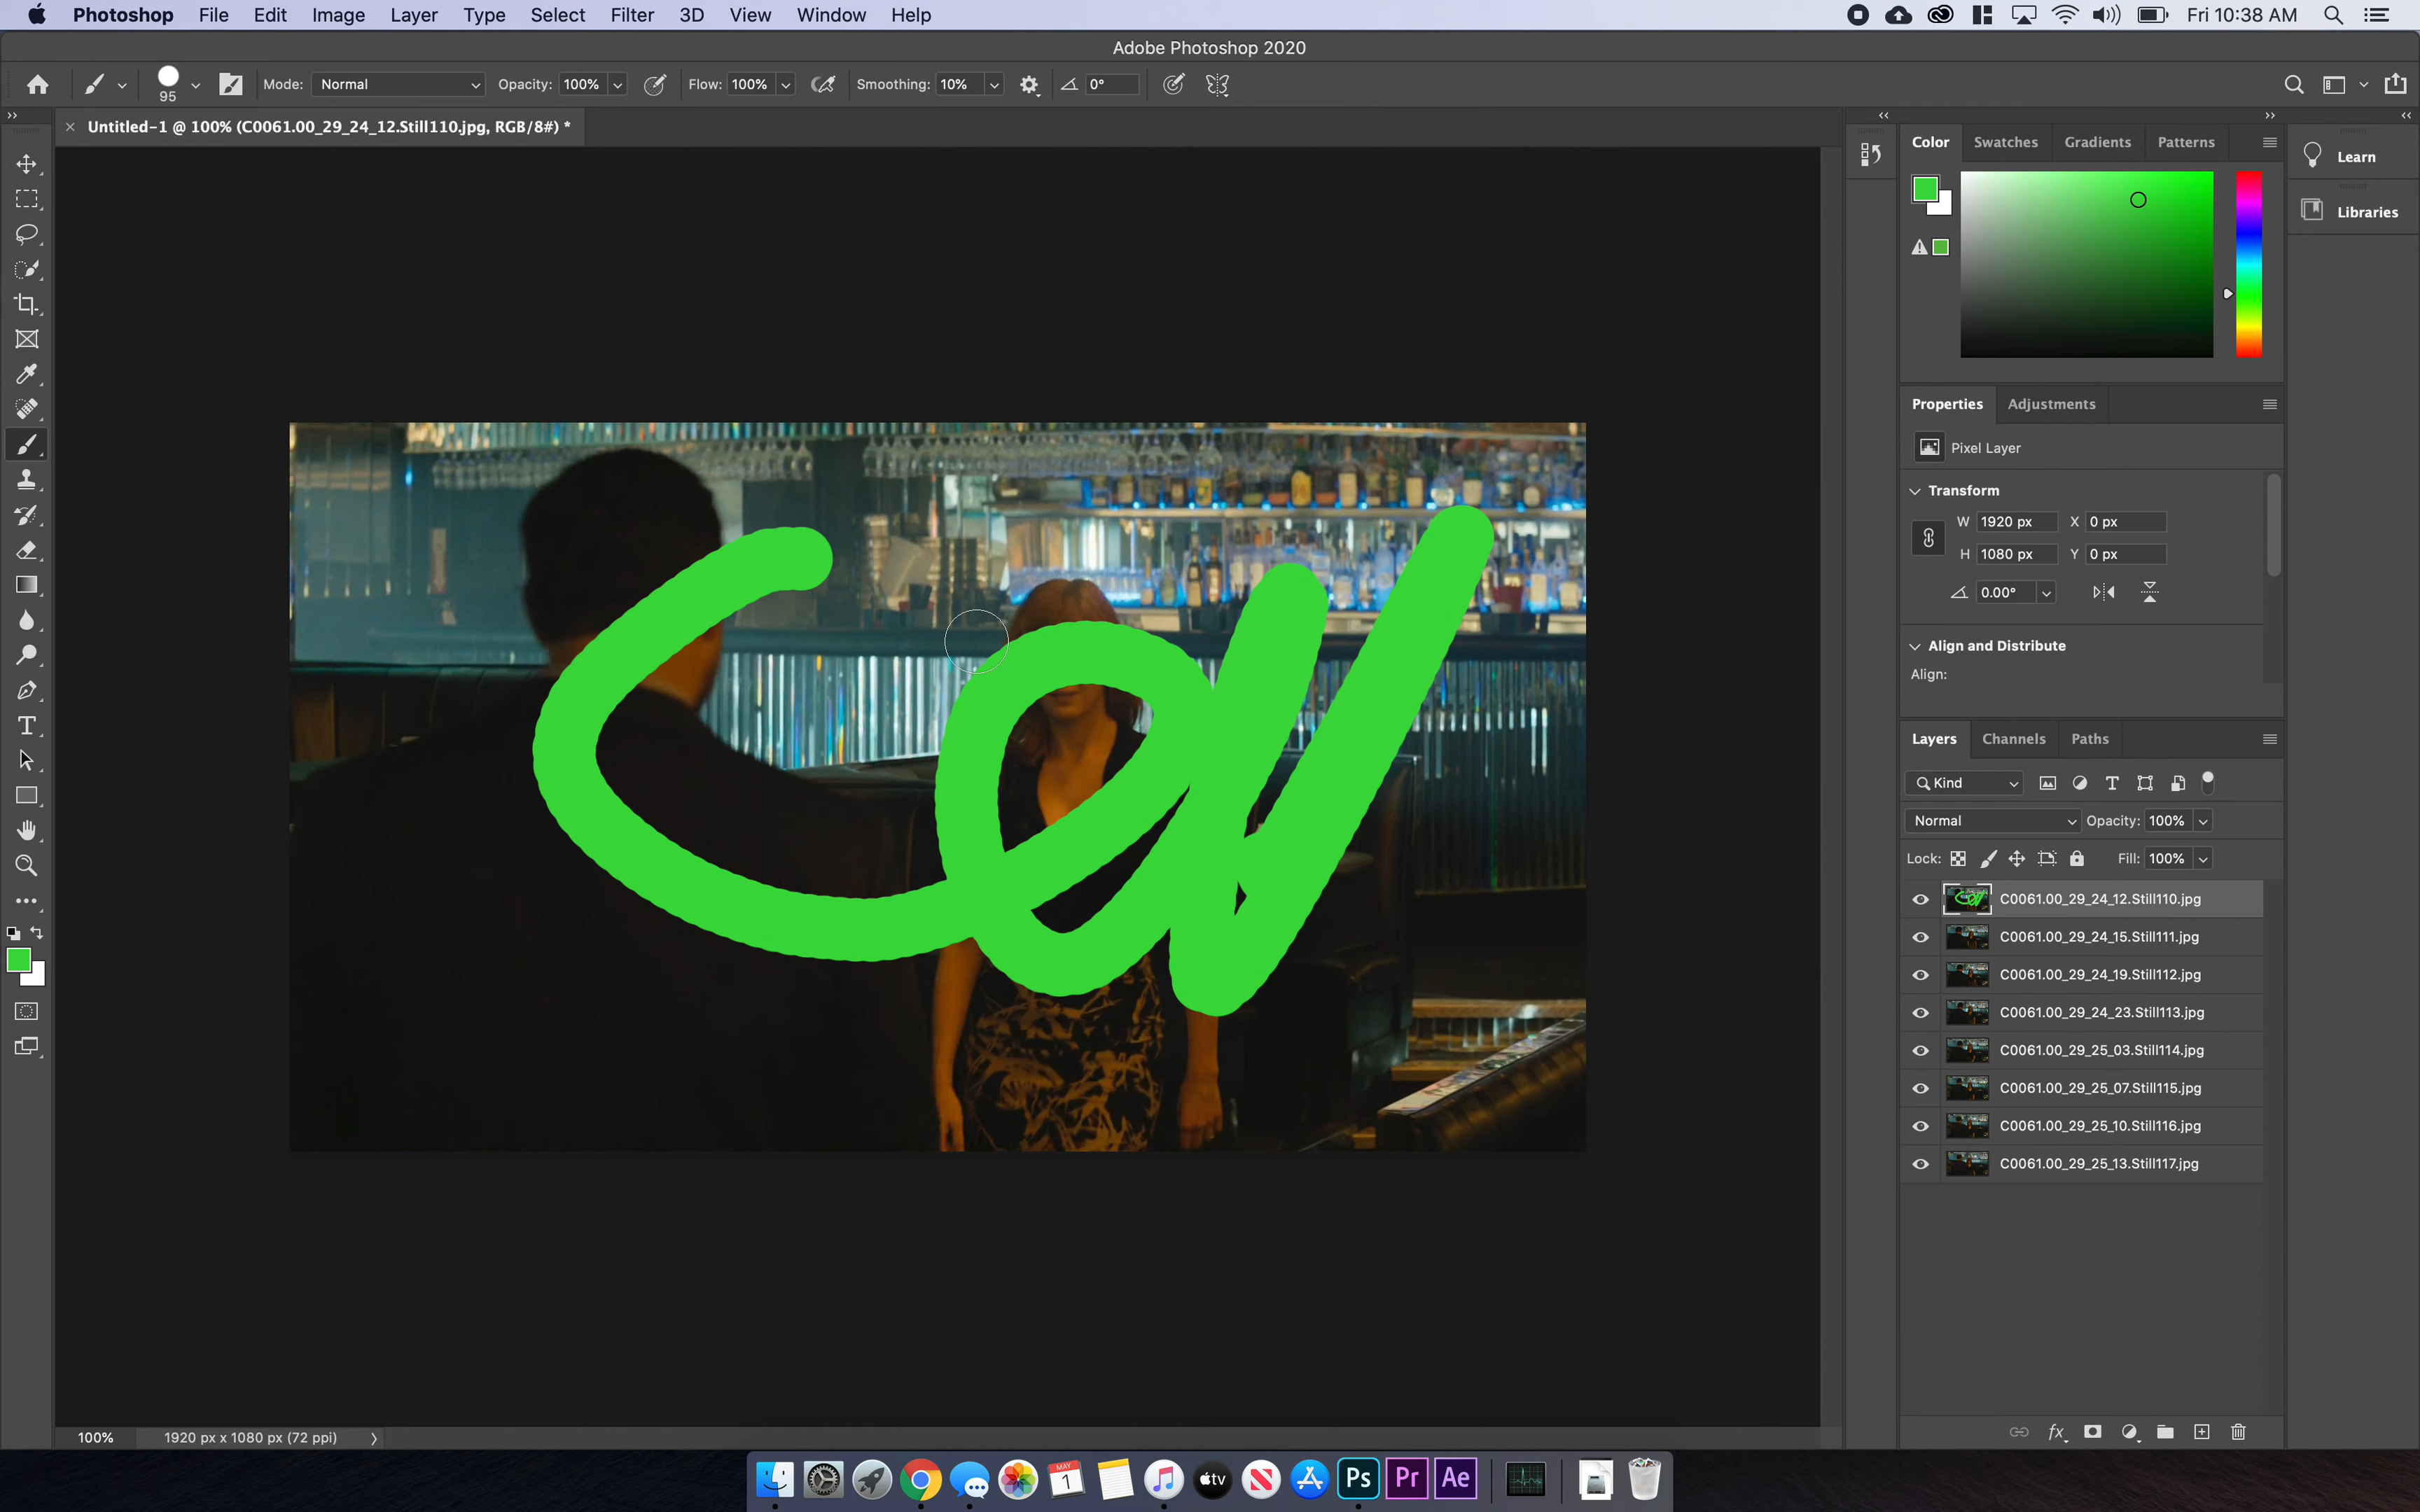 Photoshop File Edit Image Layer Type Select Filter 3D View Window Help Fri 10:38 AM
Adobe Photoshop 2020
95 Mode: Normal Opacity: 100% Flow: 100% Smoothing: 10% 0°
Untitled-1 @ 100% (C0061.00_29_24_12.Still110.jpg, RGB/8#) *
Color Swatches Gradients Patterns
Learn
Libraries
Properties Adjustments
Pixel Layer
Transform
W 1920 px X 0 px
H 1080 px Y 0 px
0.00°
Align and Distribute
Align:
Layers Channels Paths
Kind
Normal Opacity: 100%
Lock: Fill: 100%
C0061.00_29_24_12.Still110.jpg
C0061.00_29_24_15.Still111.jpg
C0061.00_29_24_19.Still112.jpg
C0061.00_29_24_23.Still113.jpg
C0061.00_29_25_03.Still114.jpg
C0061.00_29_25_07.Still115.jpg
C0061.00_29_25_10.Still116.jpg
C0061.00_29_25_13.Still117.jpg
100% 1920 px x 1080 px (72 ppi)
MAY
1
tv
Ps Pr Ae